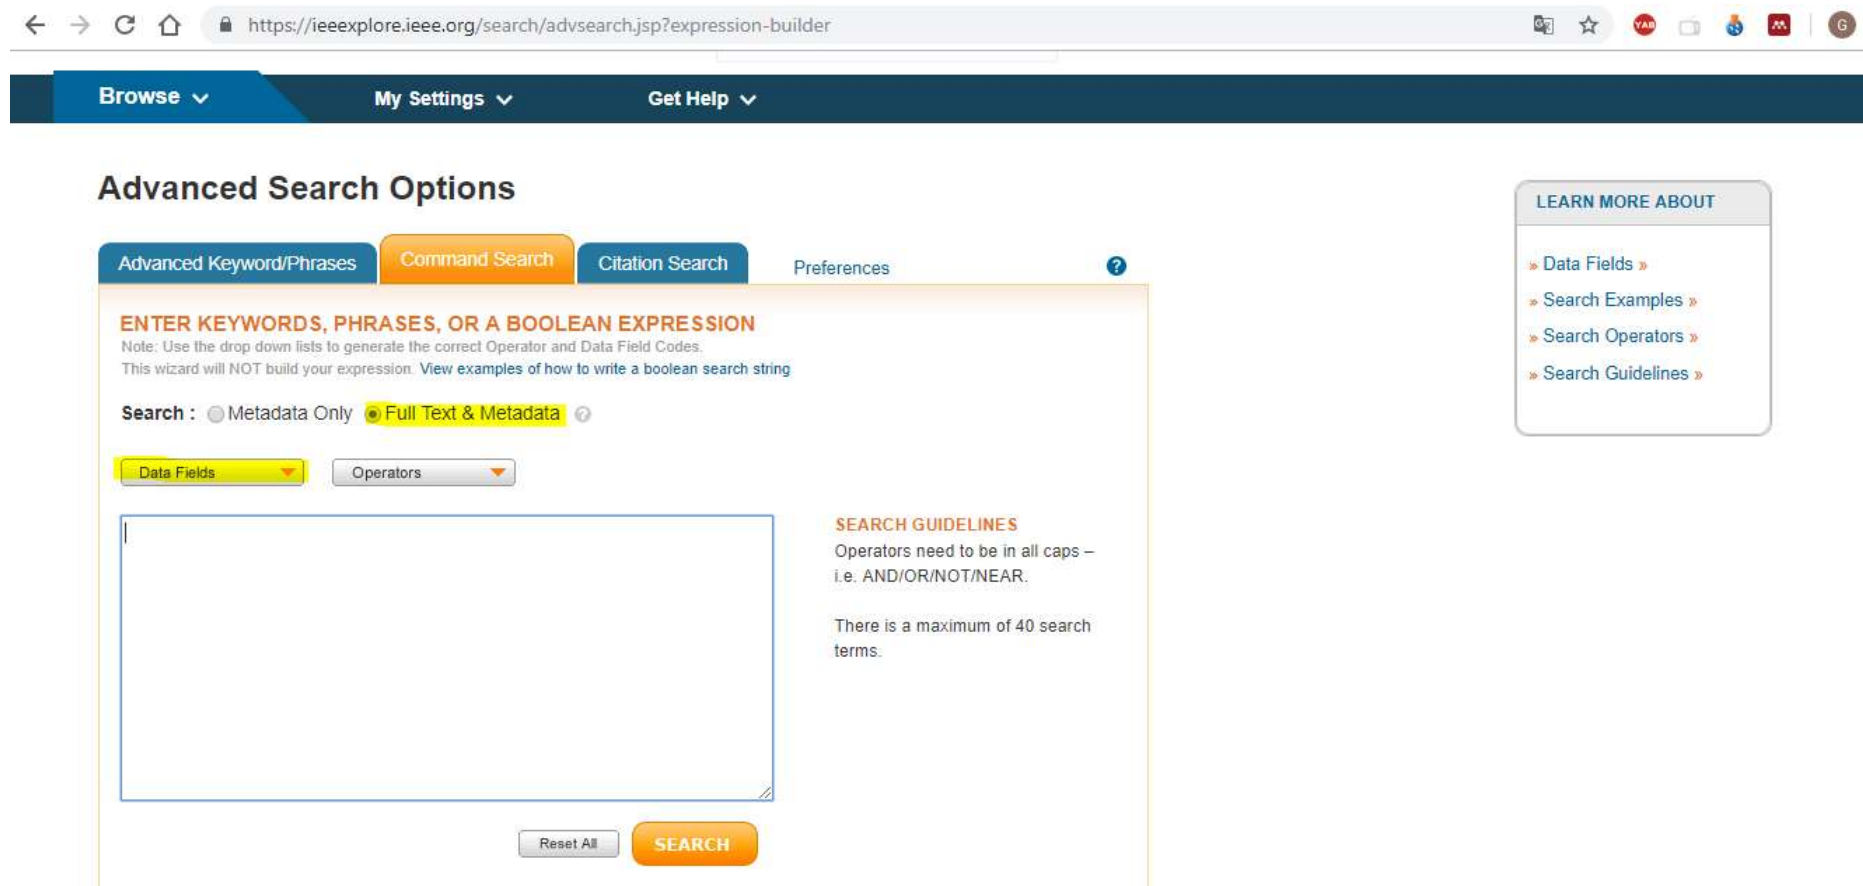 https://ieeexplore.ieee.org/search/advsearch.jsp?expression-builder
YAB
G
Browse
My Settings
Get Help
Advanced Search Options
Advanced Keyword/Phrases
Command Search
Citation Search
Preferences
?
ENTER KEYWORDS, PHRASES, OR A BOOLEAN EXPRESSION
Note: Use the drop down lists to generate the correct Operator and Data Field Codes.
This wizard will NOT build your expression. View examples of how to write a boolean search string
Search : Metadata Only Full Text & Metadata ?
Data Fields
Operators
SEARCH GUIDELINES
Operators need to be in all caps –
i.e. AND/OR/NOT/NEAR.
There is a maximum of 40 search
terms.
Reset All
SEARCH
LEARN MORE ABOUT
» Data Fields »
» Search Examples »
» Search Operators »
» Search Guidelines »